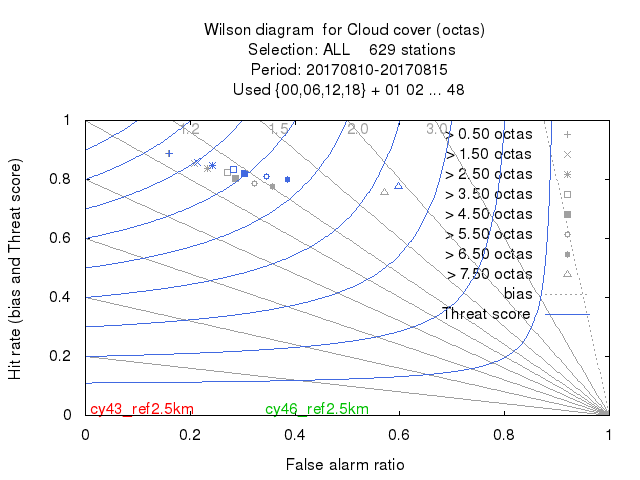 Wilson diagram  for Cloud cover (octas)
Selection: ALL    629 stations
Period: 20170810-20170815
Used {00,06,12,18} + 01 02 ... 48
Hit rate (bias and Threat score)
1
0.8
0.6
0.4
0.2
0
1.2 1.5 2.0 3.0
> 0.50 octas
> 1.50 octas
> 2.50 octas
> 3.50 octas
> 4.50 octas
> 5.50 octas
> 6.50 octas
> 7.50 octas
bias
Threat score
cy43_ref2.5km cy46_ref2.5km
0 0.2 0.4 0.6 0.8 1
False alarm ratio